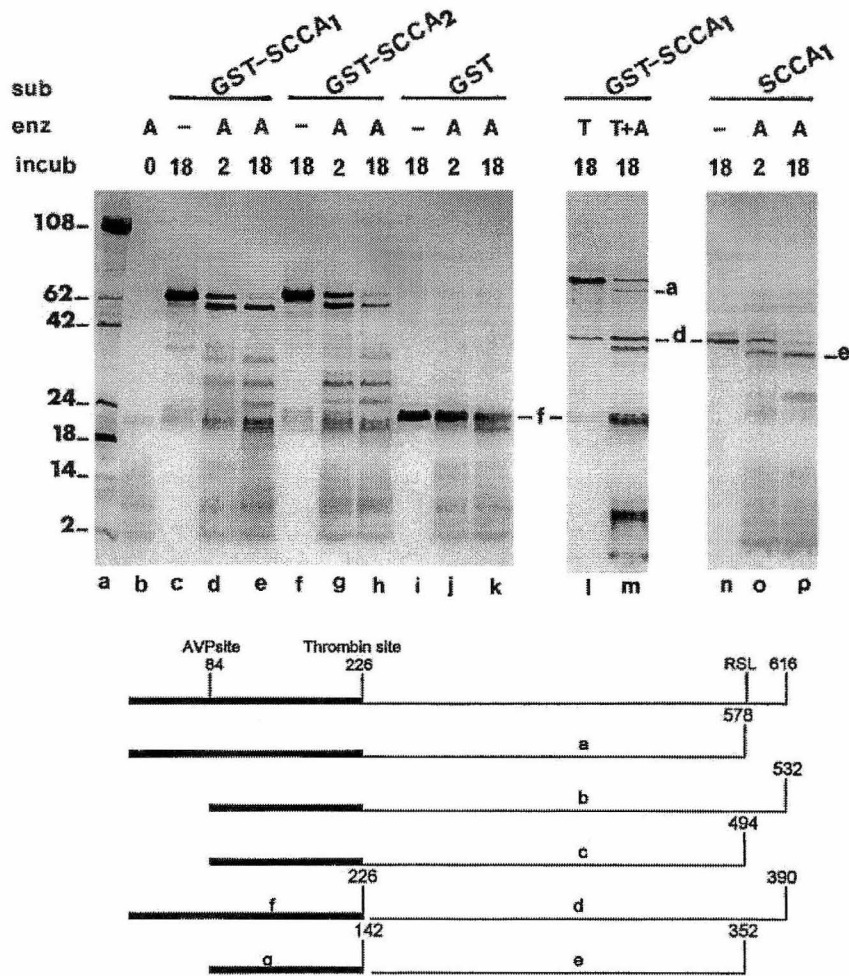 sub GST-SCCA1 GST-SCCA2 GST GST-SCCA1 SCCA1
enz A – A A – A A – A A T T+A – A A
incub 0 18 2 18 18 2 18 18 2 18 18 18 18 2 18
108
62
42
24
18
14
2
a
d
e
f
a b c d e f g h i j k l m n o p
AVPsite Thrombin site RSL 616
84 226
578
a
532
b
494
c
226 390
f d
142 352
g e